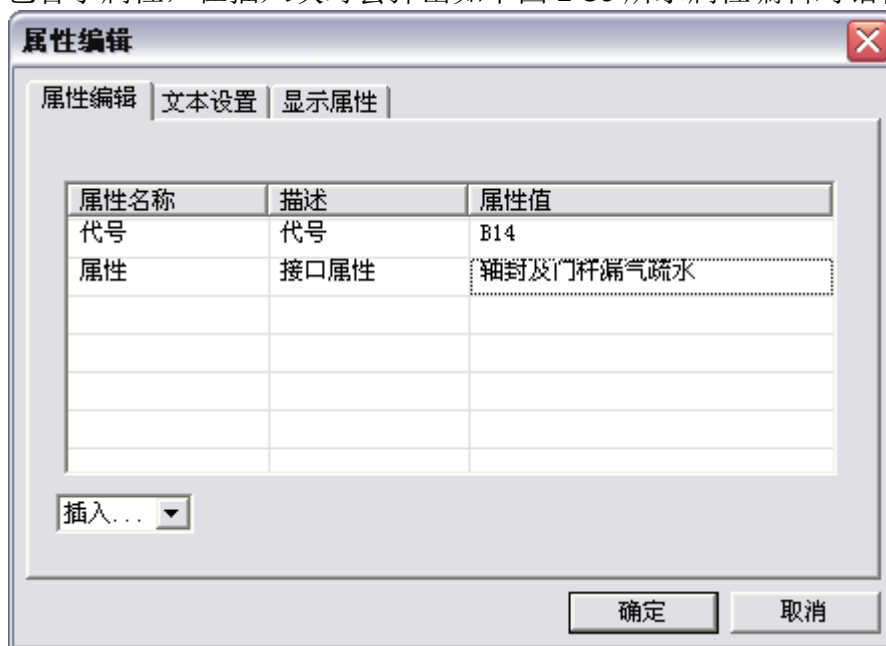 属性编辑
属性编辑 文本设置 显示属性
属性名称 描述 属性值
代号 代号 B14
属性 接口属性 轴封及门杆漏气疏水
插入...
确定 取消